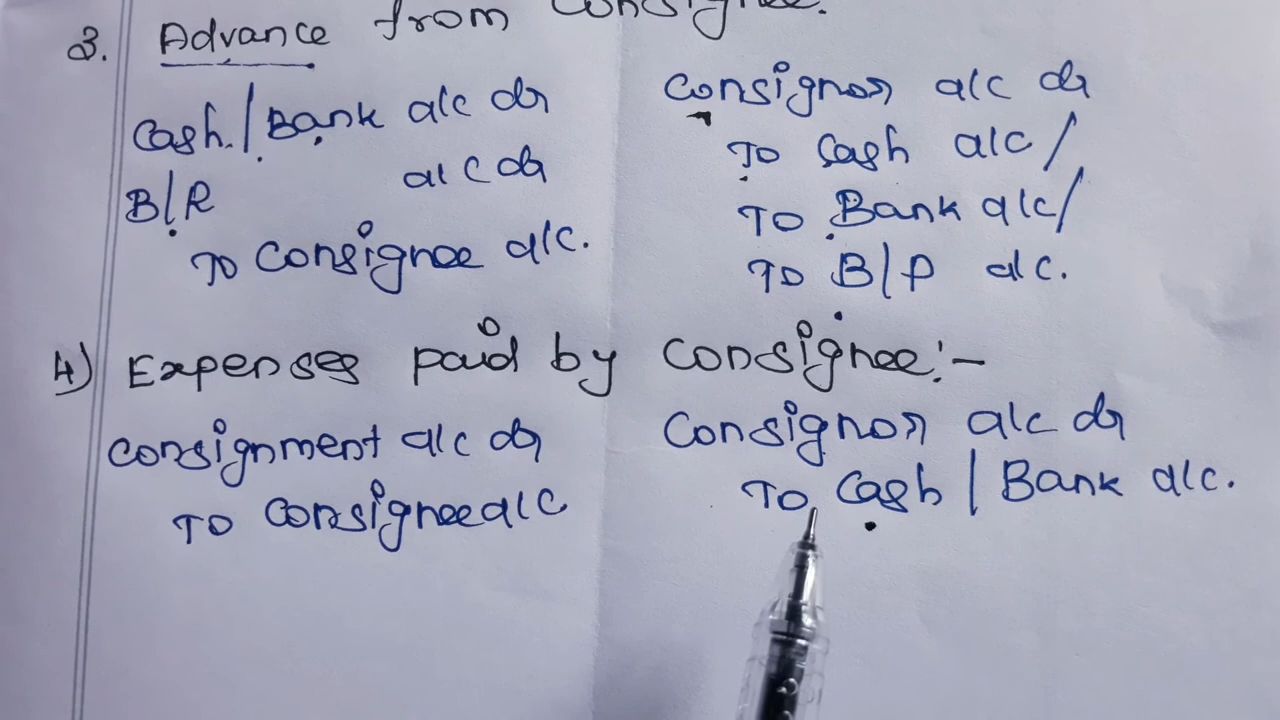 3. Advance from Consignee.
Cash / Bank a/c dr
a/c dr
B/R
To Consignee a/c.
Consignor a/c dr
To Cash a/c /
To Bank a/c /
To B/P a/c.
4) Expenses paid by Consignee:-
Consignment a/c dr
To Consignee a/c
Consignor a/c dr
To Cash / Bank a/c.